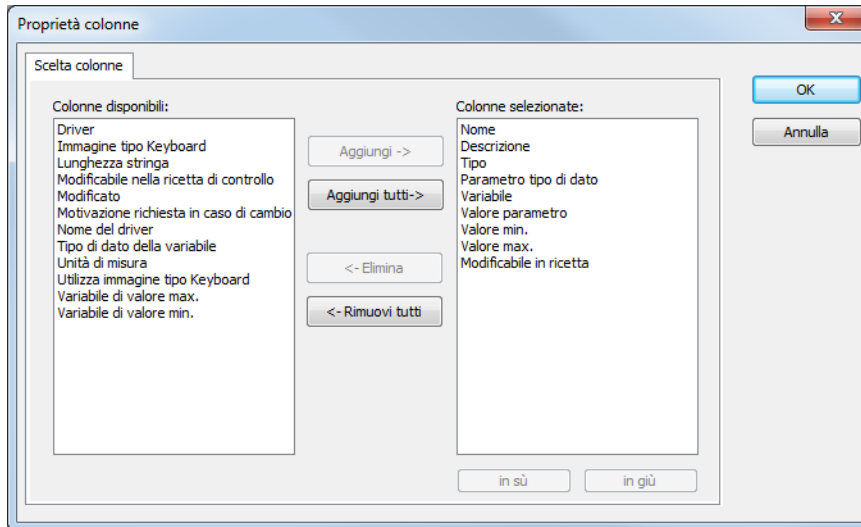 Proprietà colonne
Scelta colonne
Colonne disponibili:
Driver
Immagine tipo Keyboard
Lunghezza stringa
Modificabile nella ricetta di controllo
Modificato
Motivazione richiesta in caso di cambio
Nome del driver
Tipo di dato della variabile
Unità di misura
Utilizza immagine tipo Keyboard
Variabile di valore max.
Variabile di valore min.
Aggiungi ->
Aggiungi tutti->
<- Elimina
<- Rimuovi tutti
Colonne selezionate:
Nome
Descrizione
Tipo
Parametro tipo di dato
Variabile
Valore parametro
Valore min.
Valore max.
Modificabile in ricetta
in sù
in giù
OK
Annulla